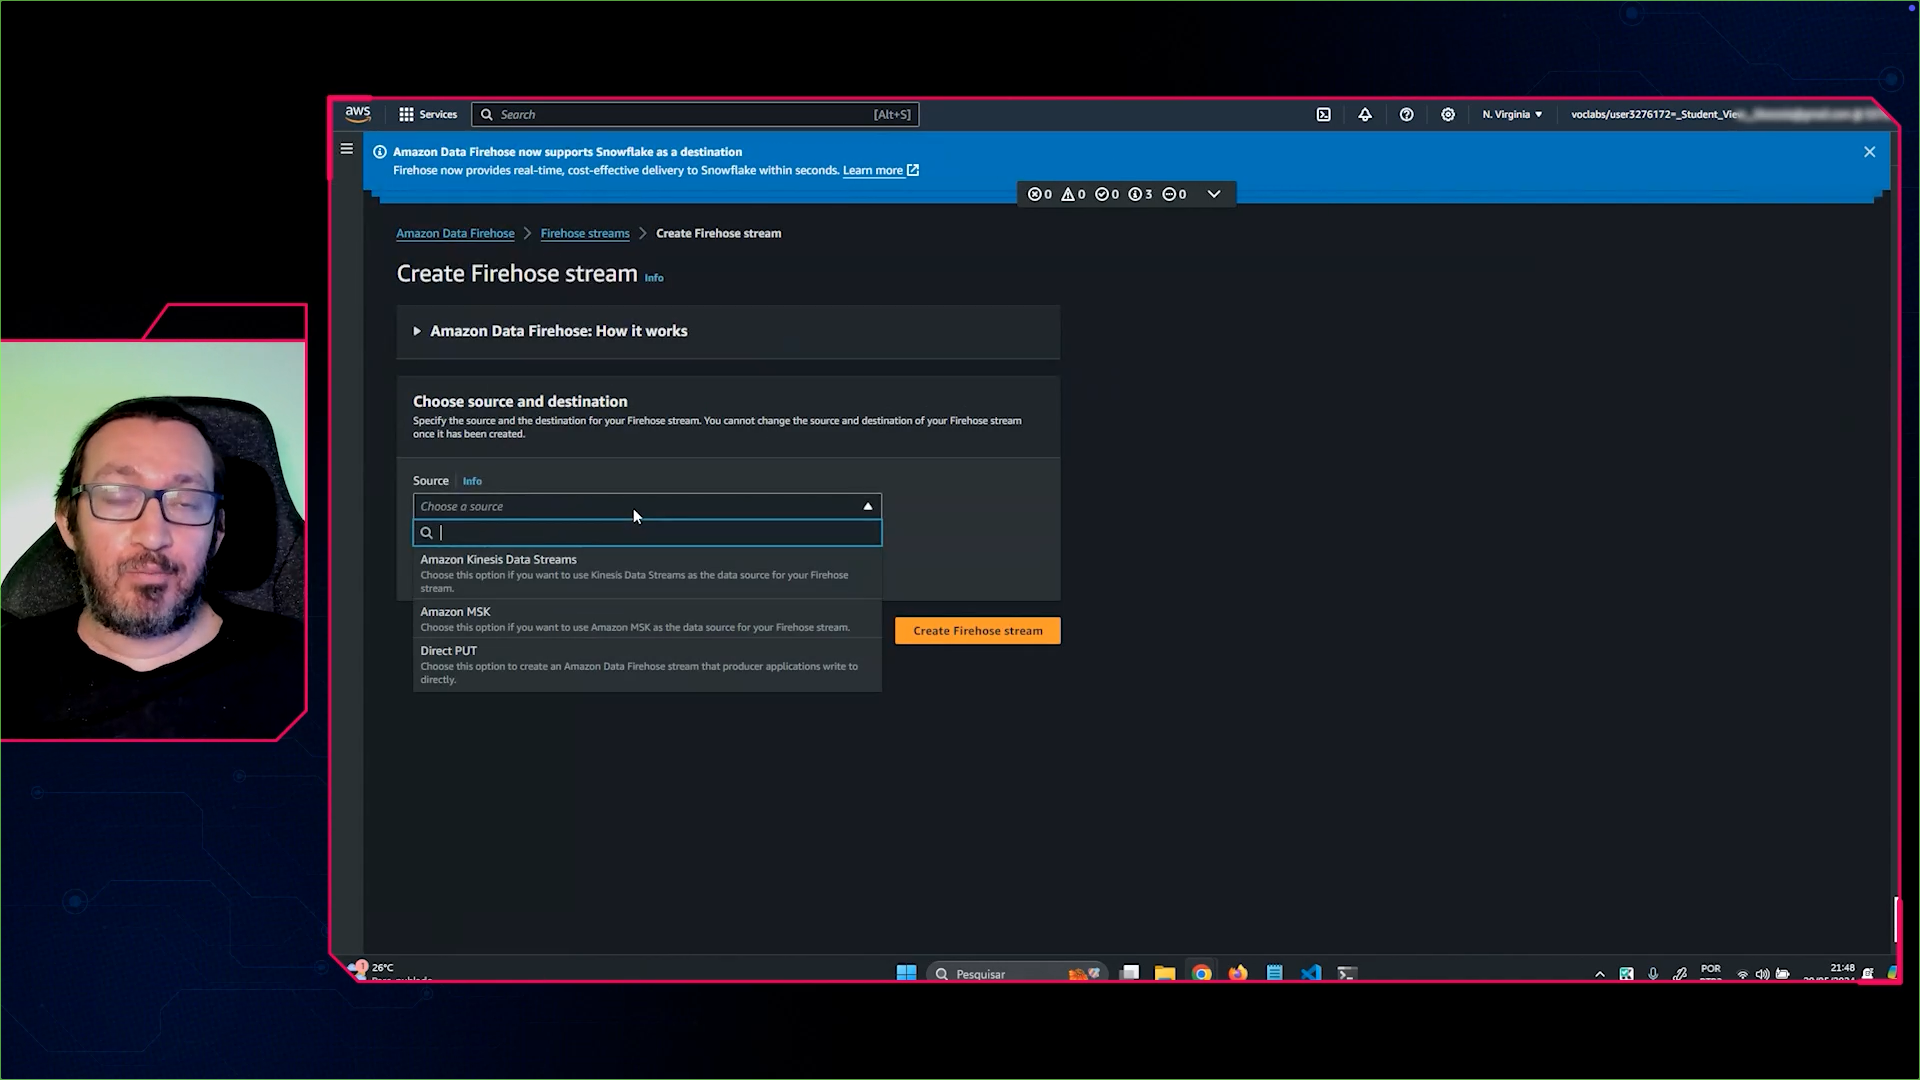 aws
Services
Search
[Alt+S]
N. Virginia
voclabs/user3276172=_Student_Vie
Amazon Data Firehose now supports Snowflake as a destination
Firehose now provides real-time, cost-effective delivery to Snowflake within seconds. Learn more
0 0 0 3 0
Amazon Data Firehose
Firehose streams
Create Firehose stream
Create Firehose stream Info
Amazon Data Firehose: How it works
Choose source and destination
Specify the source and the destination for your Firehose stream. You cannot change the source and destination of your Firehose stream
once it has been created.
Source Info
Choose a source
Amazon Kinesis Data Streams
Choose this option if you want to use Kinesis Data Streams as the data source for your Firehose
stream.
Amazon MSK
Choose this option if you want to use Amazon MSK as the data source for your Firehose stream.
Direct PUT
Choose this option to create an Amazon Data Firehose stream that producer applications write to
directly.
Create Firehose stream
1
26°C
Pesquisar
POR
21:48